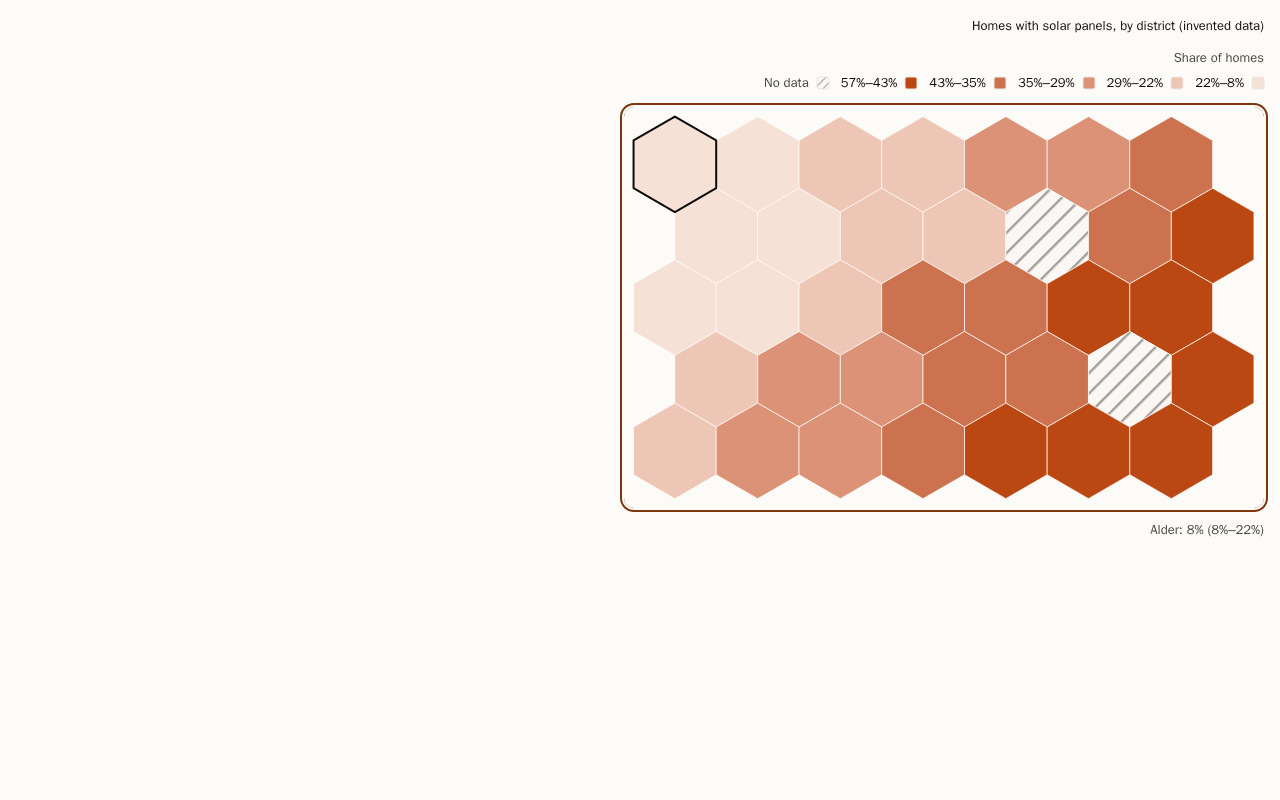 Homes with solar panels, by district (invented data)
Share of homes
No data 57%–43% 43%–35% 35%–29% 29%–22% 22%–8%
Alder: 8% (8%–22%)